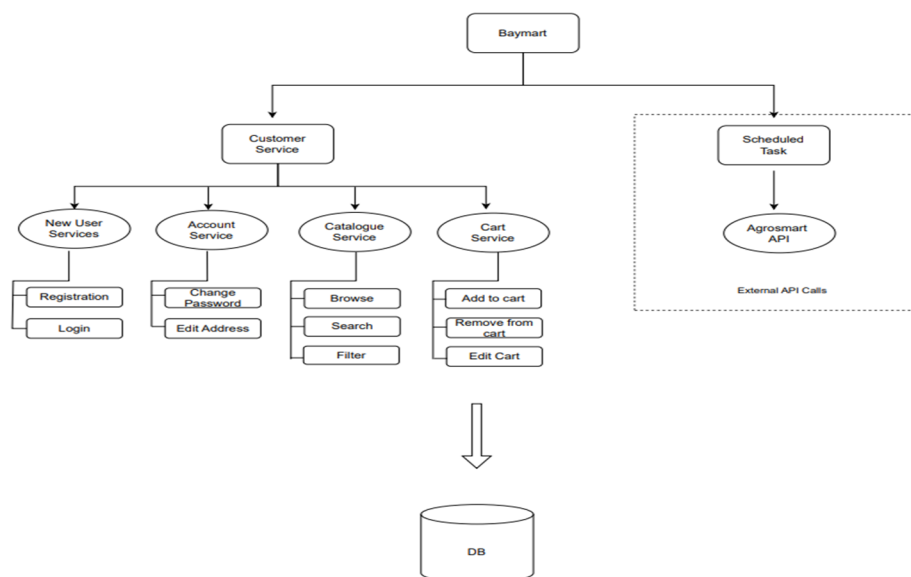 Baymart
Customer
Service
Scheduled
Task
New User
Services
Account
Service
Catalogue
Service
Cart
Service
Agrosmart
API
Registration
Login
Change
Password
Edit Address
Browse
Search
Filter
Add to cart
Remove from
cart
Edit Cart
External API Calls
DB